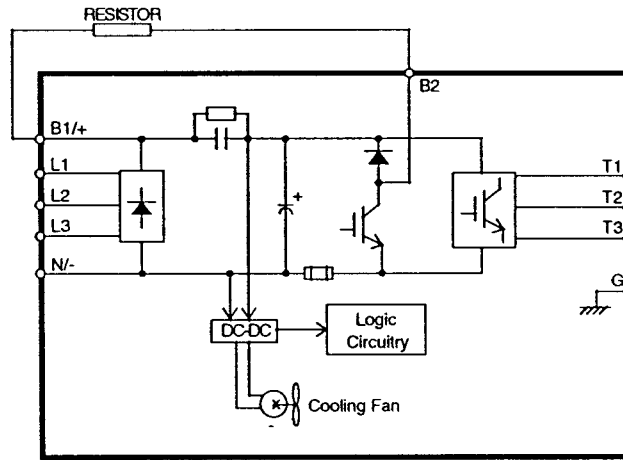 RESISTOR
B2
B1/+
L1
T1
L2
T2
L3
T3
N/-
G
+
DC-DC
Logic
Circuitry
Cooling Fan